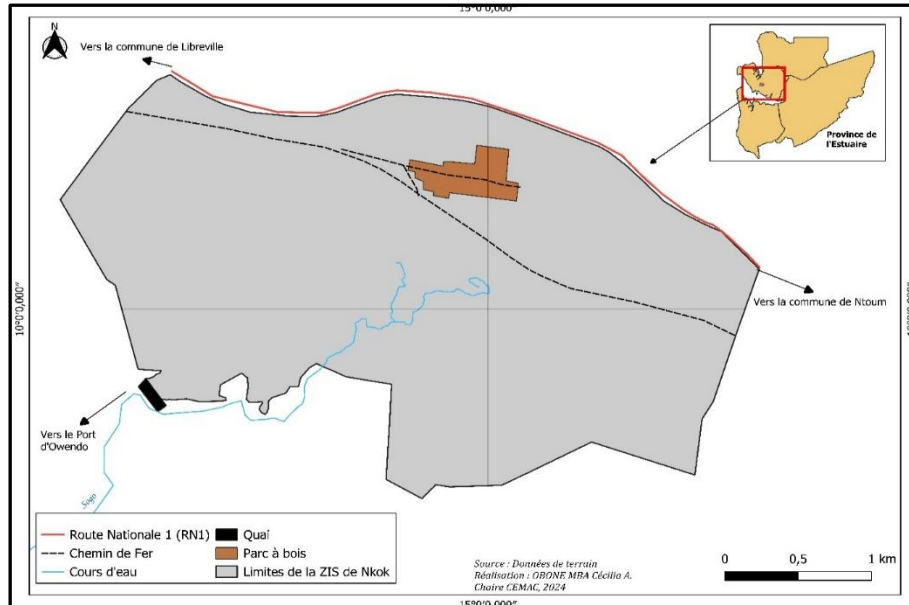 15°0'0,000"
N
Vers la commune de Libreville
Province de
l'Estuaire
10°0'0,000"
Vers la commune de Ntoum
Vers le Port
d'Owendo
Route Nationale 1 (RN1)
Quai
Chemin de Fer
Parc à bois
Cours d'eau
Limites de la ZIS de Nkok
Source : Données de terrain
Réalisation : OBONE MBA Cécilia A.
Chaire CEMAC, 2024
0
0,5
1 km
15°0'0,000"